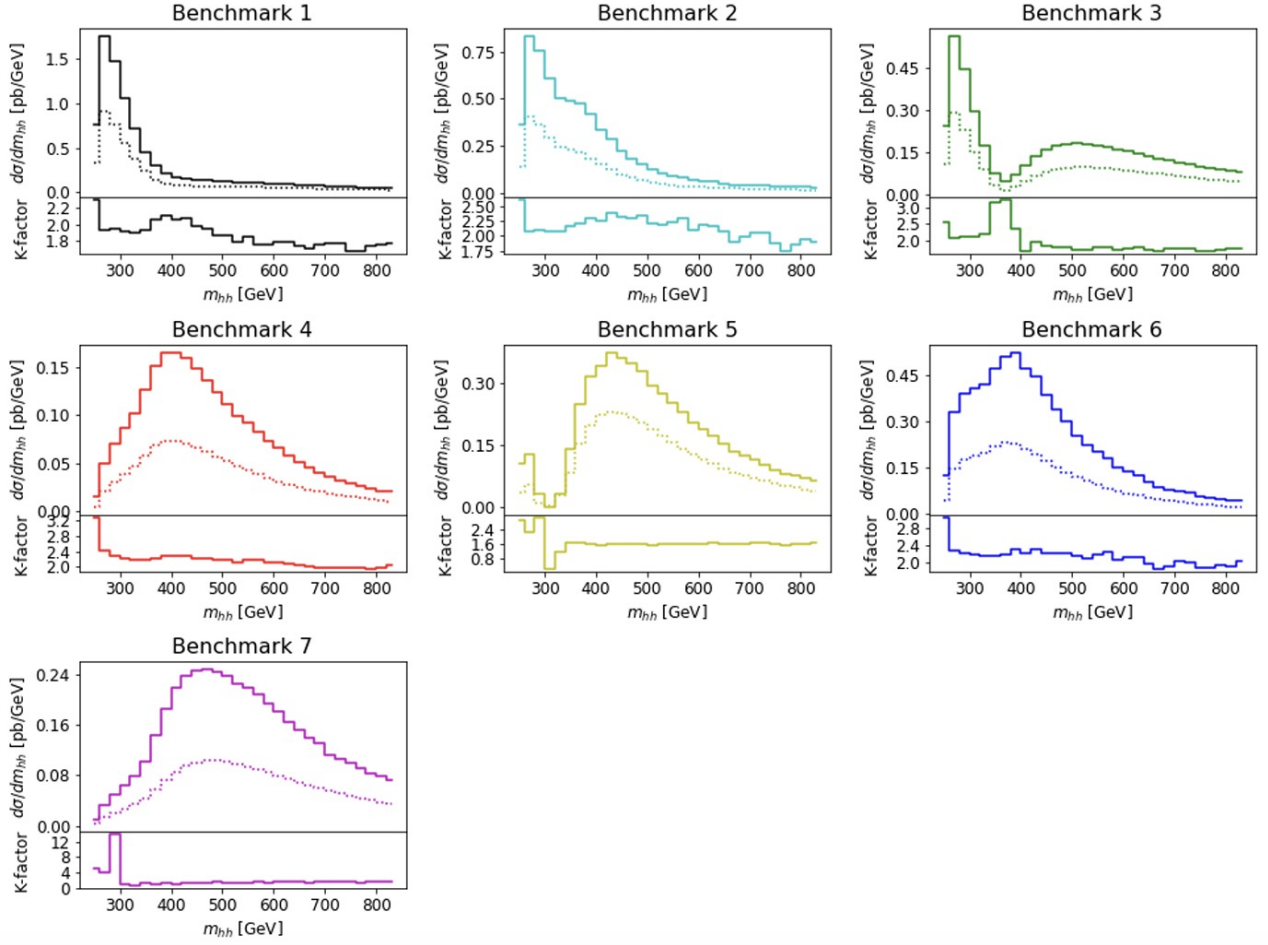 Benchmark 1
dσ/dm_hh [pb/GeV]
1.5
1.0
0.5
0.0
K-factor
2.2
2.0
1.8
300 400 500 600 700 800
m_hh [GeV]
Benchmark 2
dσ/dm_hh [pb/GeV]
0.75
0.50
0.25
0.00
K-factor
2.50
2.25
2.00
1.75
300 400 500 600 700 800
m_hh [GeV]
Benchmark 3
dσ/dm_hh [pb/GeV]
0.45
0.30
0.15
0.00
K-factor
3.0
2.5
2.0
300 400 500 600 700 800
m_hh [GeV]
Benchmark 4
dσ/dm_hh [pb/GeV]
0.15
0.10
0.05
0.00
K-factor
3.2
2.8
2.4
2.0
300 400 500 600 700 800
m_hh [GeV]
Benchmark 5
dσ/dm_hh [pb/GeV]
0.30
0.15
0.00
K-factor
2.4
1.6
0.8
300 400 500 600 700 800
m_hh [GeV]
Benchmark 6
dσ/dm_hh [pb/GeV]
0.45
0.30
0.15
0.00
K-factor
2.8
2.4
2.0
300 400 500 600 700 800
m_hh [GeV]
Benchmark 7
dσ/dm_hh [pb/GeV]
0.24
0.16
0.08
0.00
K-factor
12
8
4
0
300 400 500 600 700 800
m_hh [GeV]